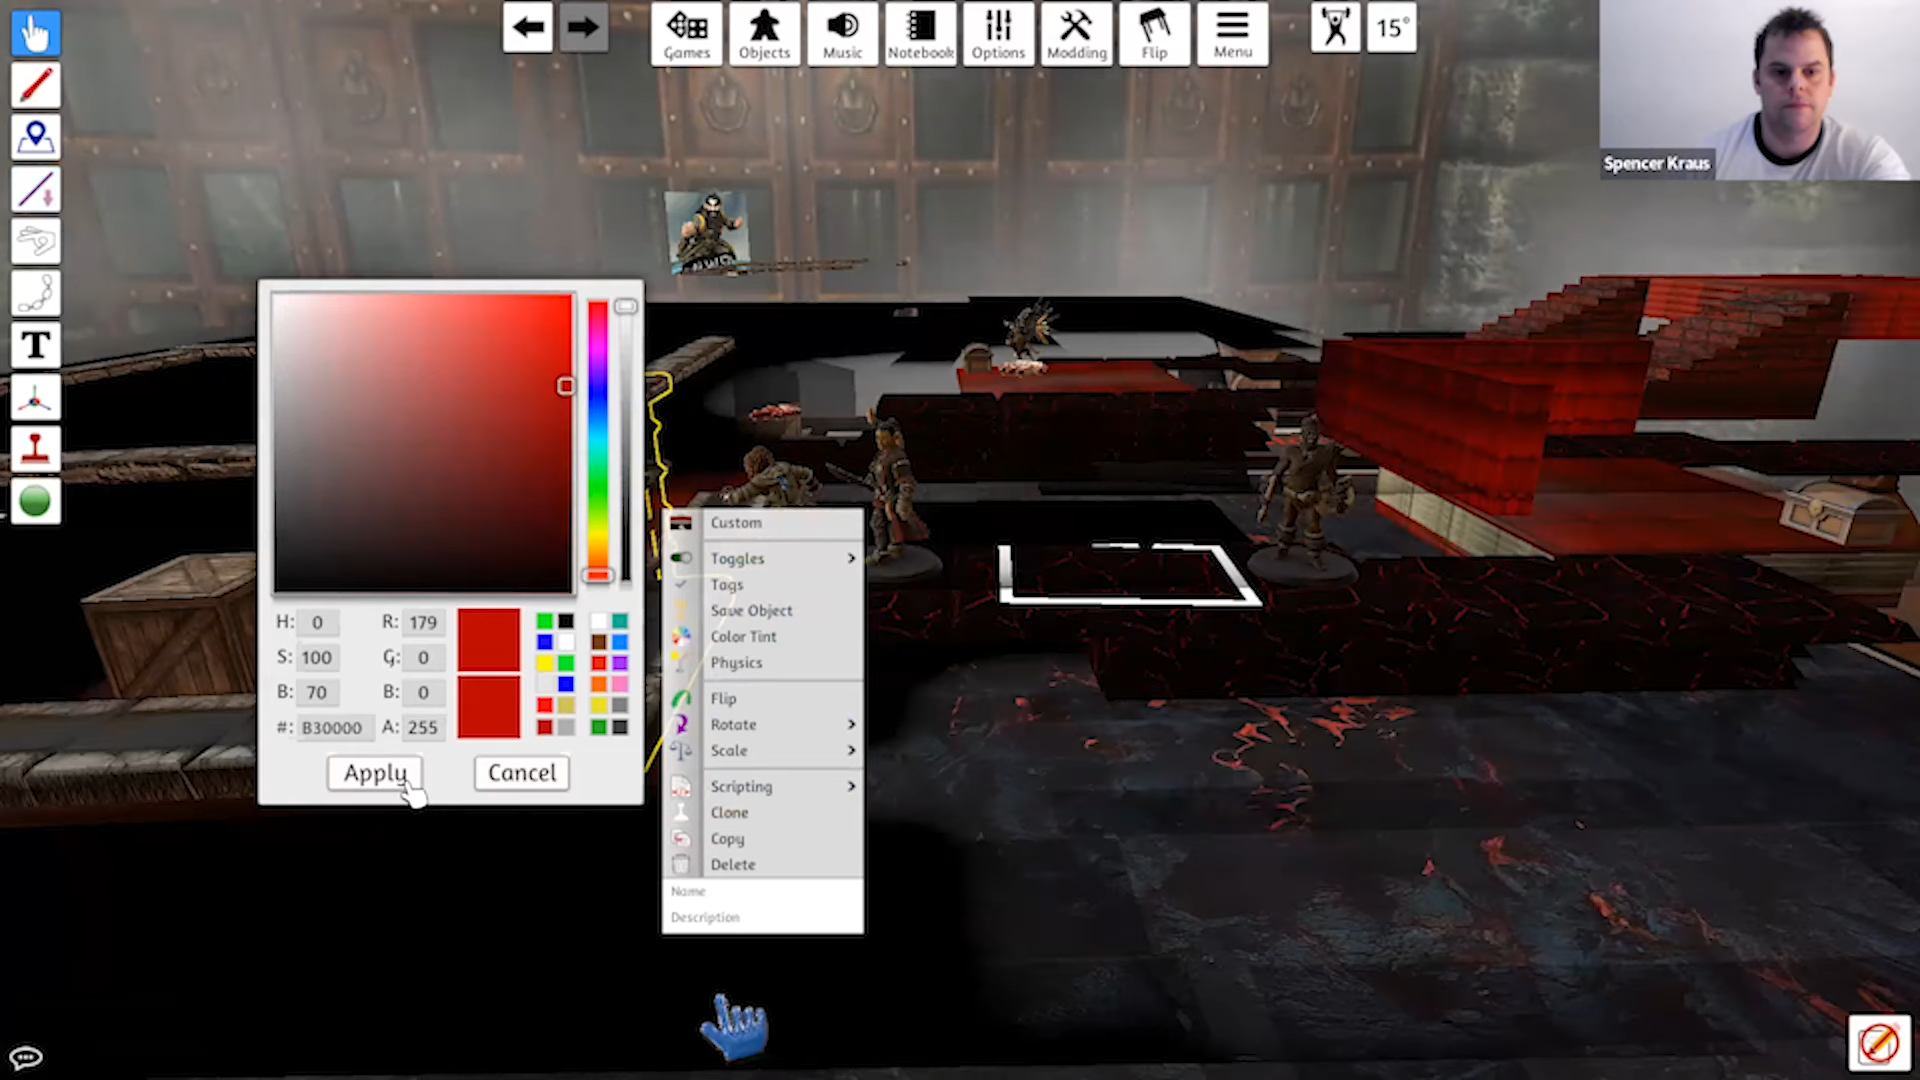 Games
Objects
Music
Notebook
Options
Modding
Flip
Menu
15°
Spencer Kraus
T
H: 0
R: 179
S: 100
G: 0
B: 70
B: 0
#: B30000
A: 255
Apply
Cancel
Custom
Toggles
Tags
Save Object
Color Tint
Physics
Flip
Rotate
Scale
Scripting
Clone
Copy
Delete
Name
Description